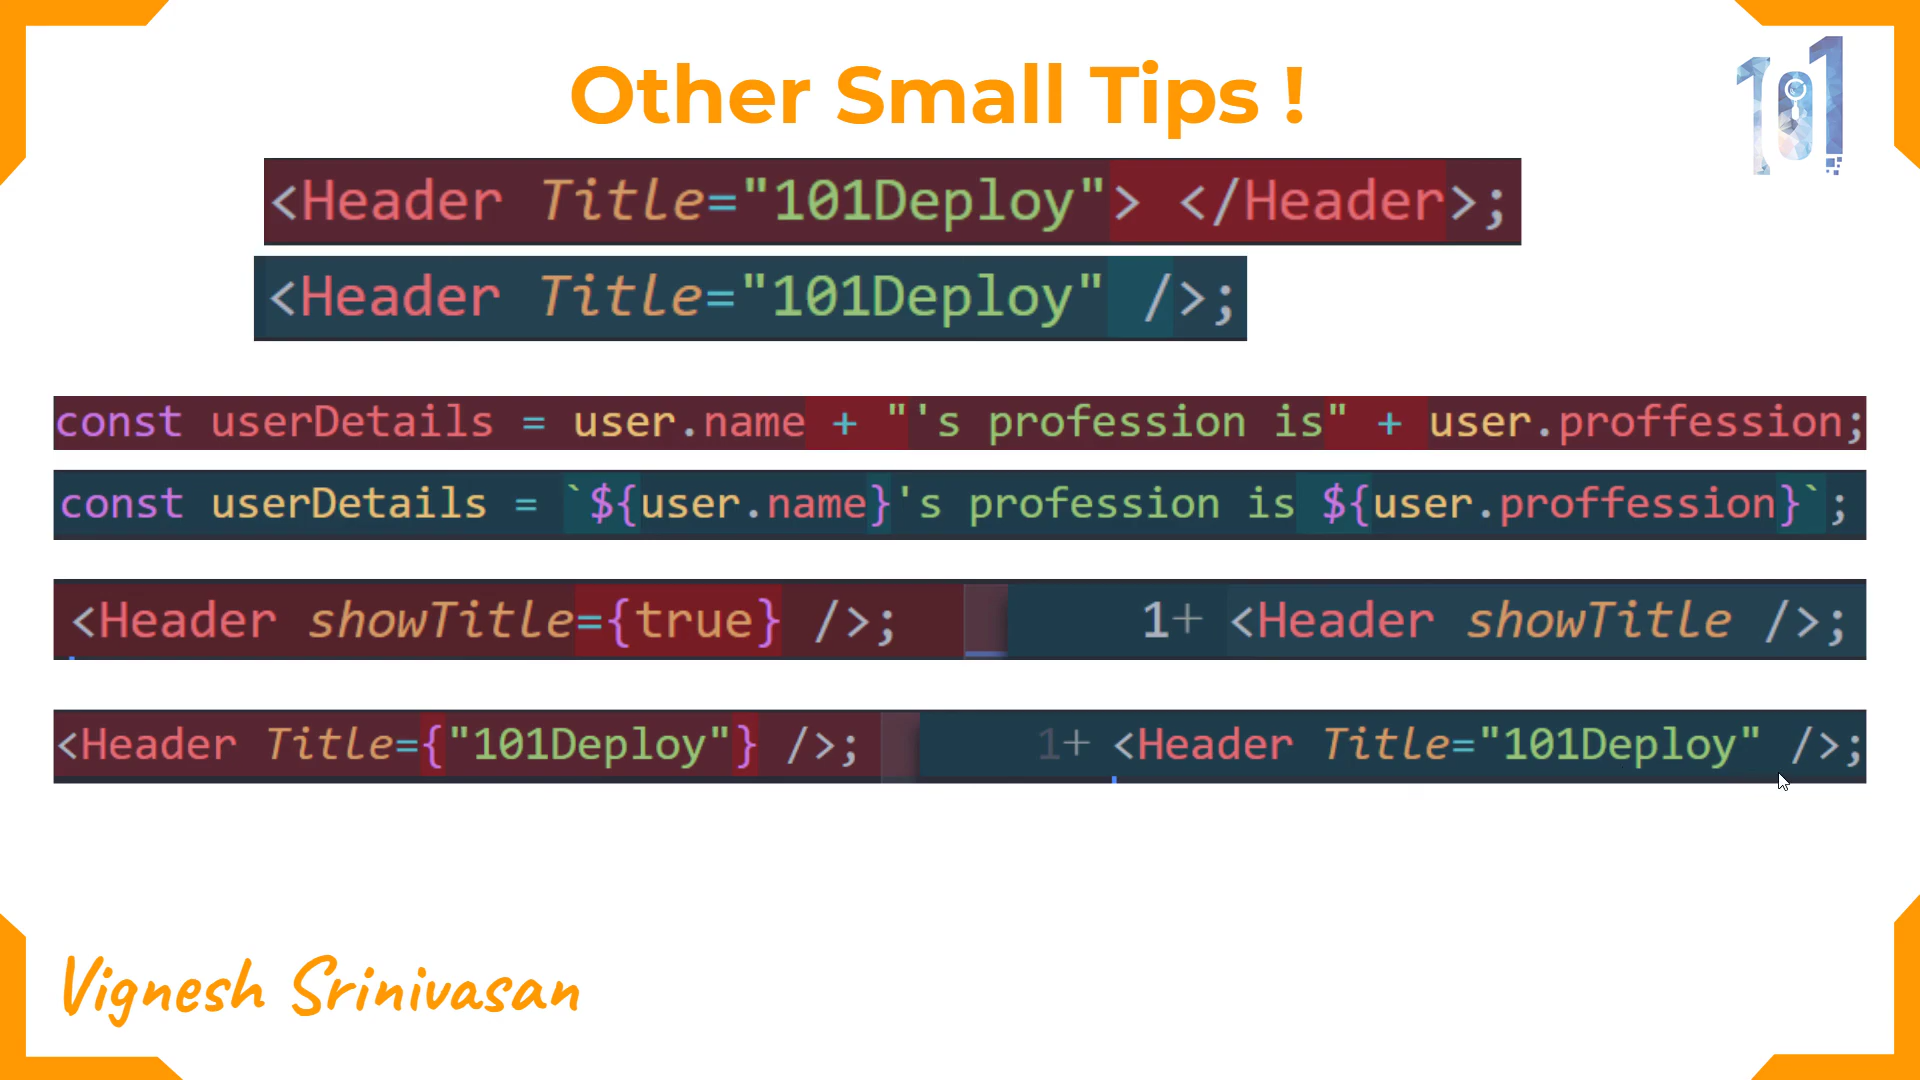 Other Small Tips !
101
<Header Title="101Deploy"> </Header>;
<Header Title="101Deploy" />;
const userDetails = user.name + "'s profession is" + user.proffession;
const userDetails = `${user.name}'s profession is ${user.proffession}`;
<Header showTitle={true} />; 1+ <Header showTitle />;
<Header Title={"101Deploy"} />; 1+ <Header Title="101Deploy" />;
Vignesh Srinivasan